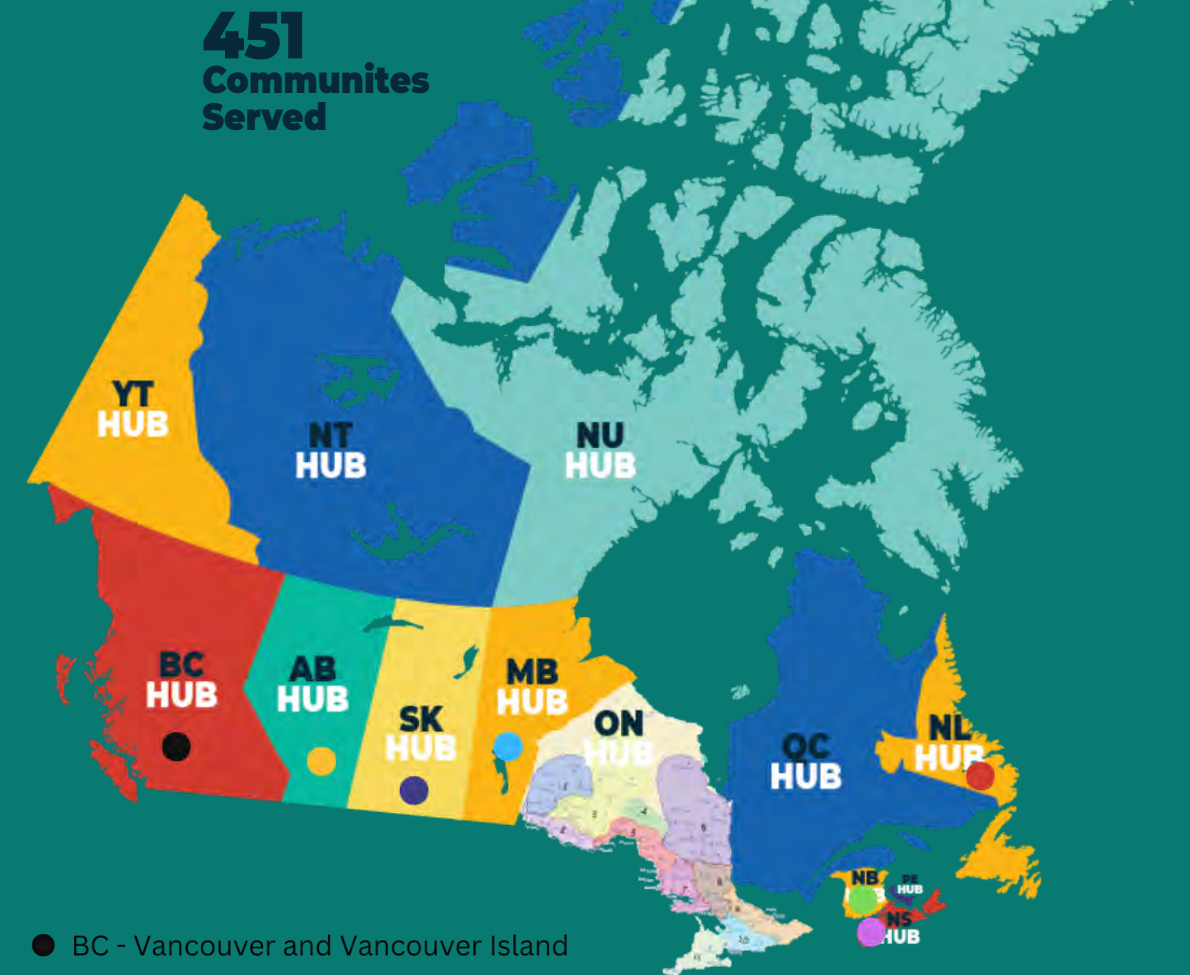 451
Communites
Served
YT
HUB
NT
HUB
NU
HUB
BC
HUB
AB
HUB
SK
HUB
MB
HUB
ON
HUB
QC
HUB
NL
HUB
NB
PE
HUB
NS
HUB
10
BC - Vancouver and Vancouver Island